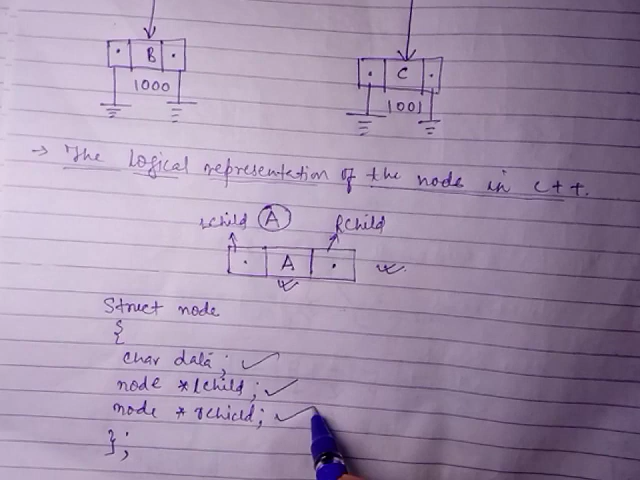 B
C
1000
1001
→ The Logical representation of the node in C++.
Lchild A Rchild
A
Struct node
{
char data;
node *lchild;
node *rchild;
};